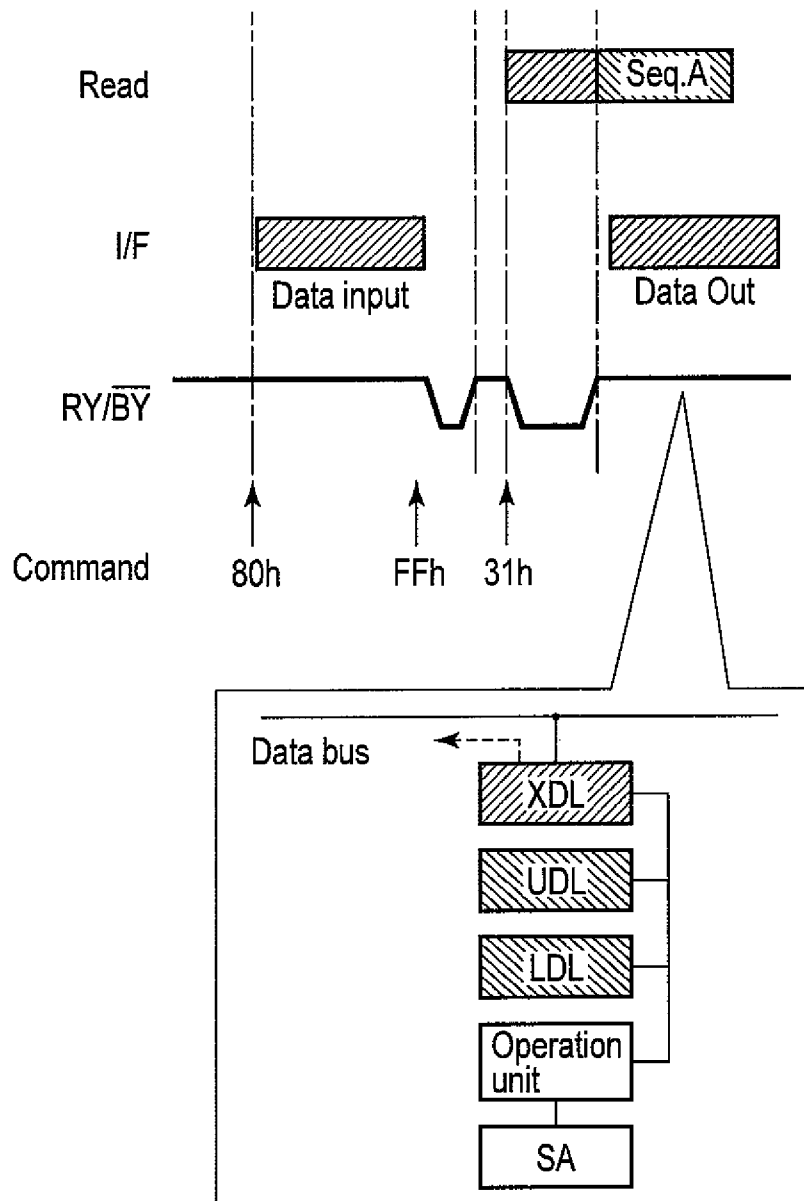 Read
Seq.A
I/F
Data input
Data Out
RY/B̅Y̅
Command
80h
FFh
31h
Data bus
XDL
UDL
LDL
Operation
unit
SA